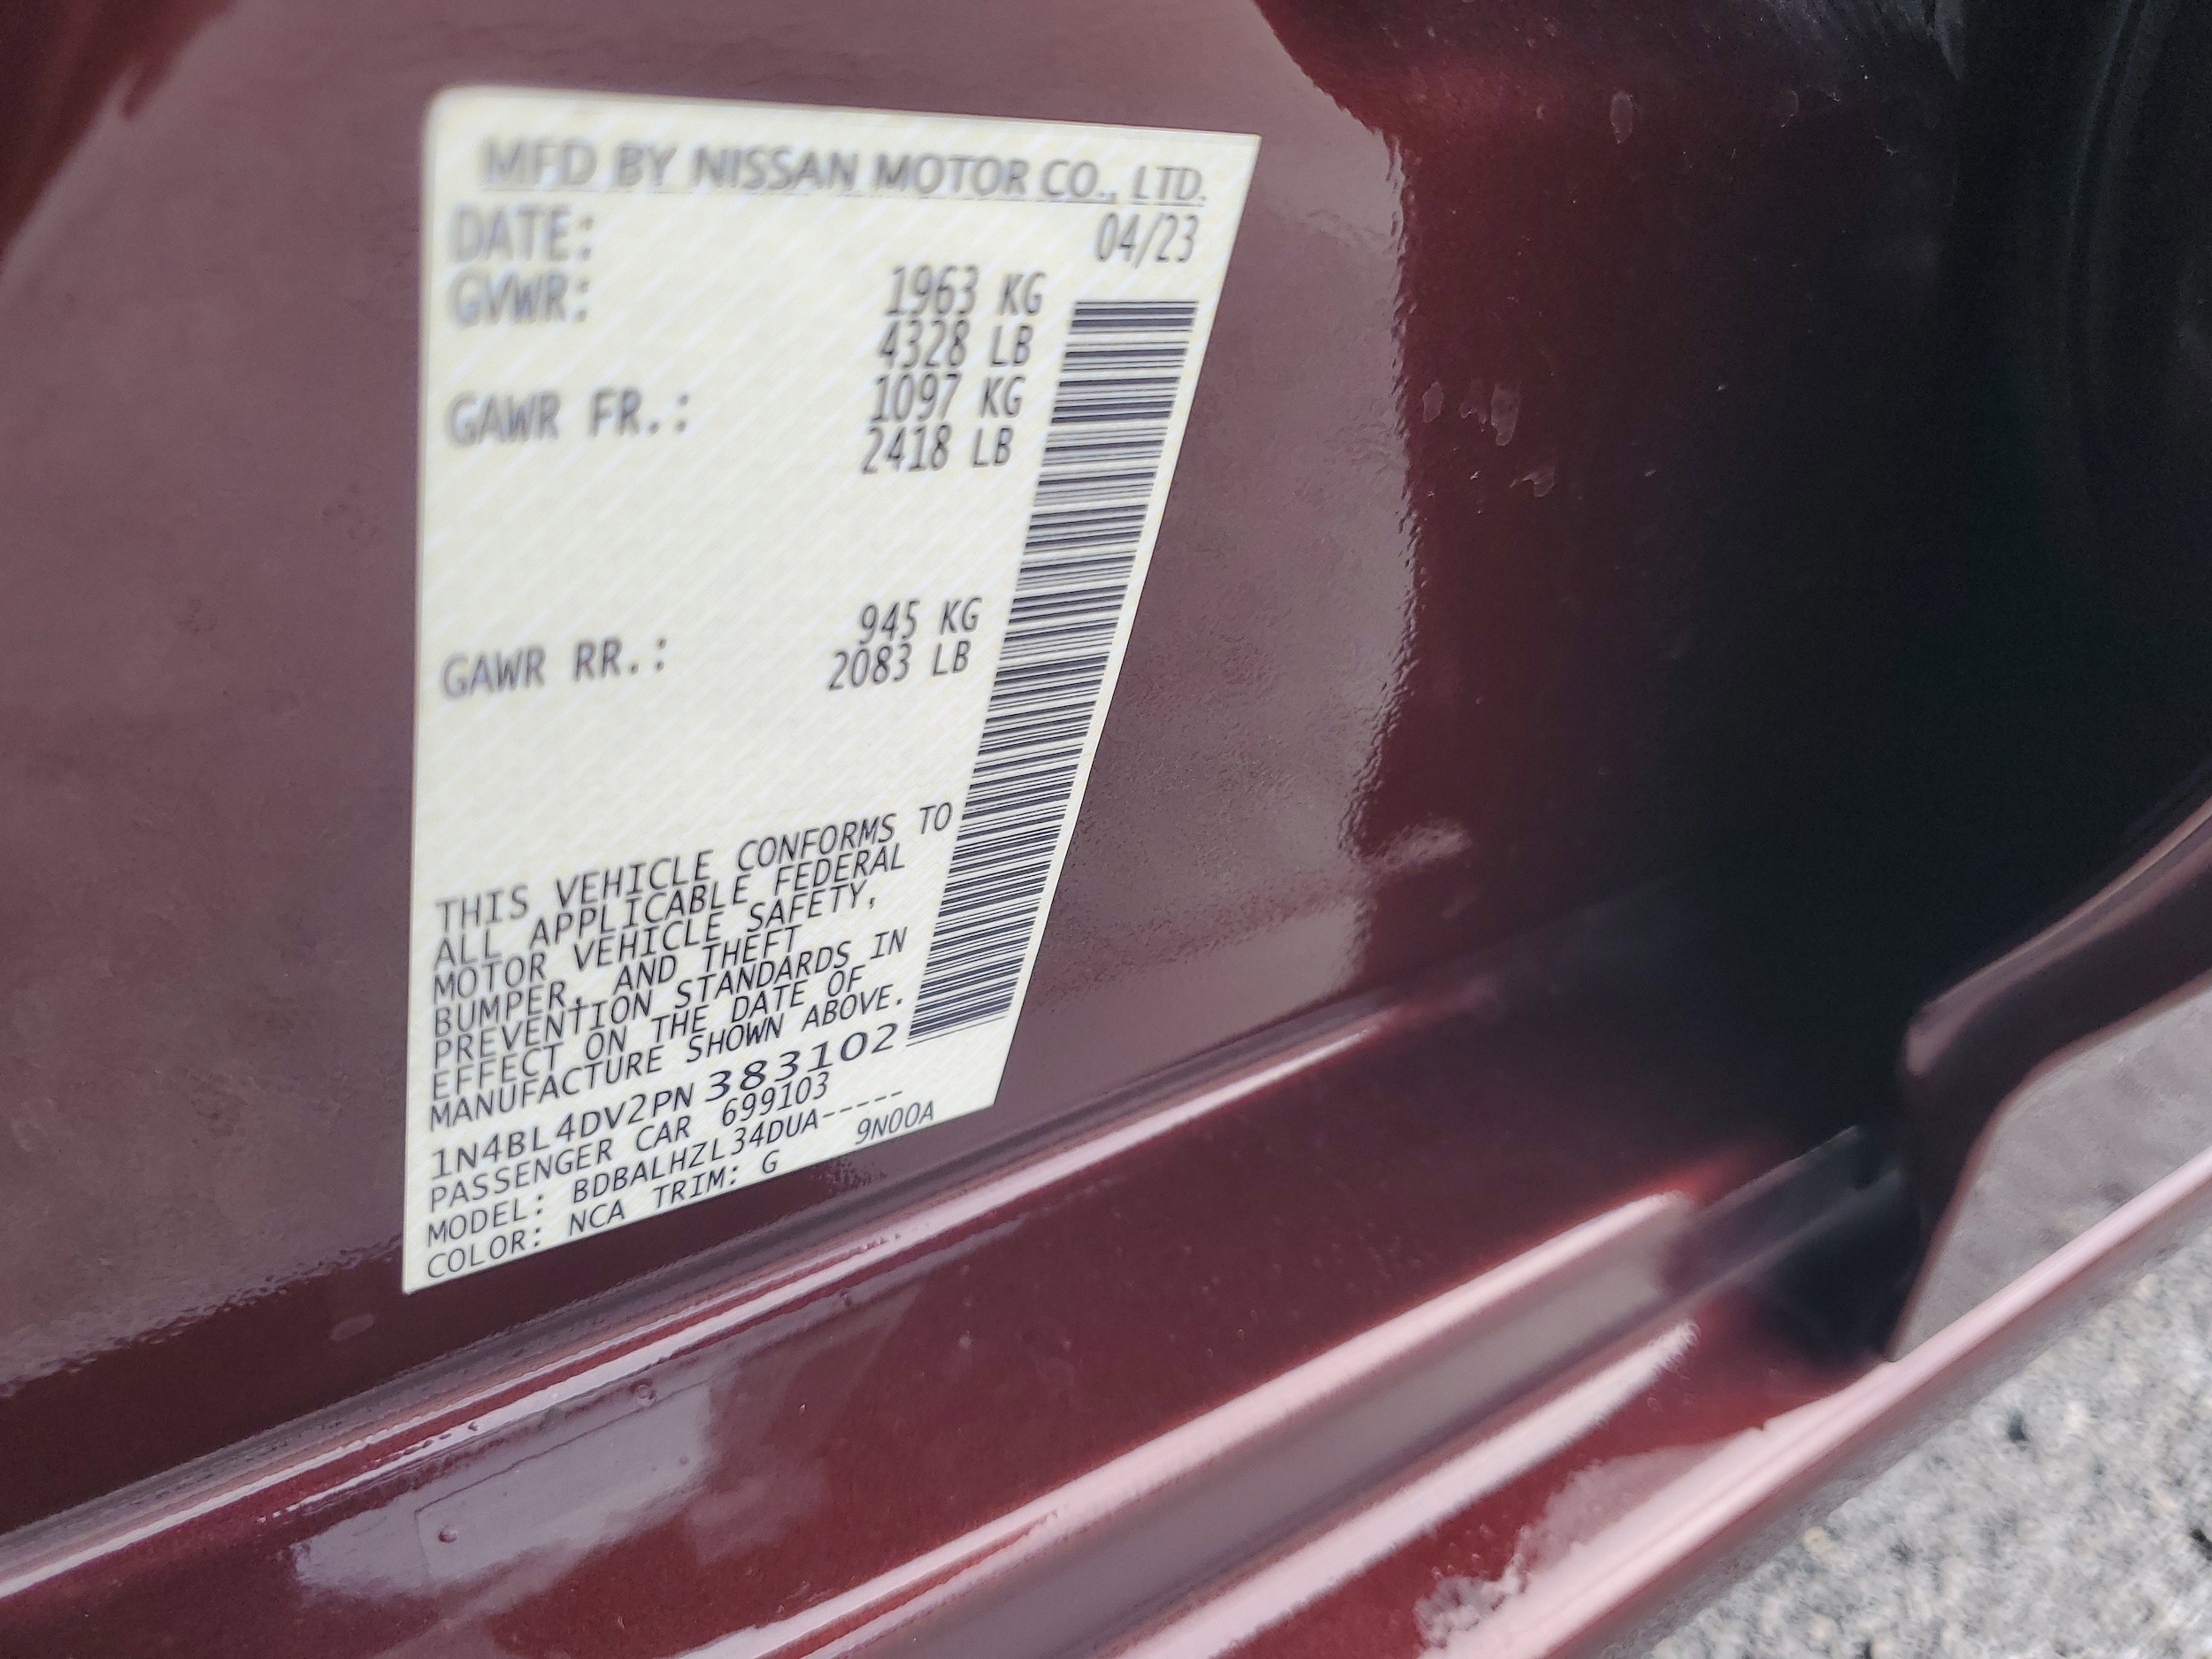 MFD BY NISSAN MOTOR CO., LTD.
DATE: 04/23
GVWR: 1963 KG
4328 LB
GAWR FR.: 1097 KG
2418 LB
GAWR RR.: 945 KG
2083 LB
THIS VEHICLE CONFORMS TO
ALL APPLICABLE FEDERAL
MOTOR VEHICLE SAFETY,
BUMPER, AND THEFT
PREVENTION STANDARDS IN
EFFECT ON THE DATE OF
MANUFACTURE SHOWN ABOVE.
1N4BL4DV2PN383102
PASSENGER CAR 699103
MODEL: BDBALHZL34DUA-----
COLOR: NCA TRIM: G 9N00A